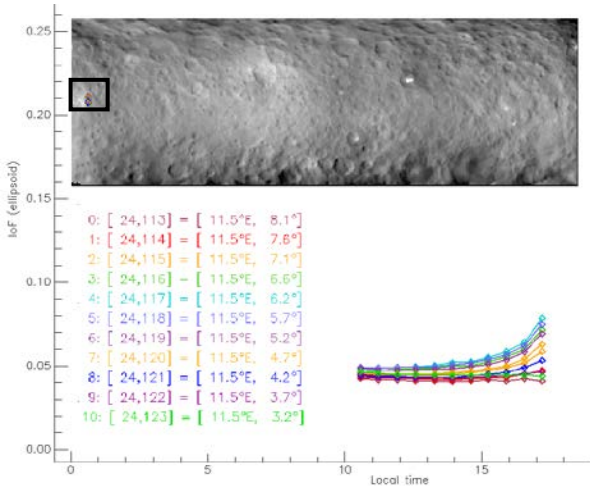 0.25
0.20
0.15
0.10
0.05
0.00
IoF (ellipsoid)
0: [ 24,113] = [ 11.5°E, 8.1°]
1: [ 24,114] = [ 11.5°E, 7.6°]
2: [ 24,115] = [ 11.5°E, 7.1°]
3: [ 24,116] = [ 11.5°E, 6.6°]
4: [ 24,117] = [ 11.5°E, 6.2°]
5: [ 24,118] = [ 11.5°E, 5.7°]
6: [ 24,119] = [ 11.5°E, 5.2°]
7: [ 24,120] = [ 11.5°E, 4.7°]
8: [ 24,121] = [ 11.5°E, 4.2°]
9: [ 24,122] = [ 11.5°E, 3.7°]
10: [ 24,123] = [ 11.5°E, 3.2°]
0 5 10 15
Local time